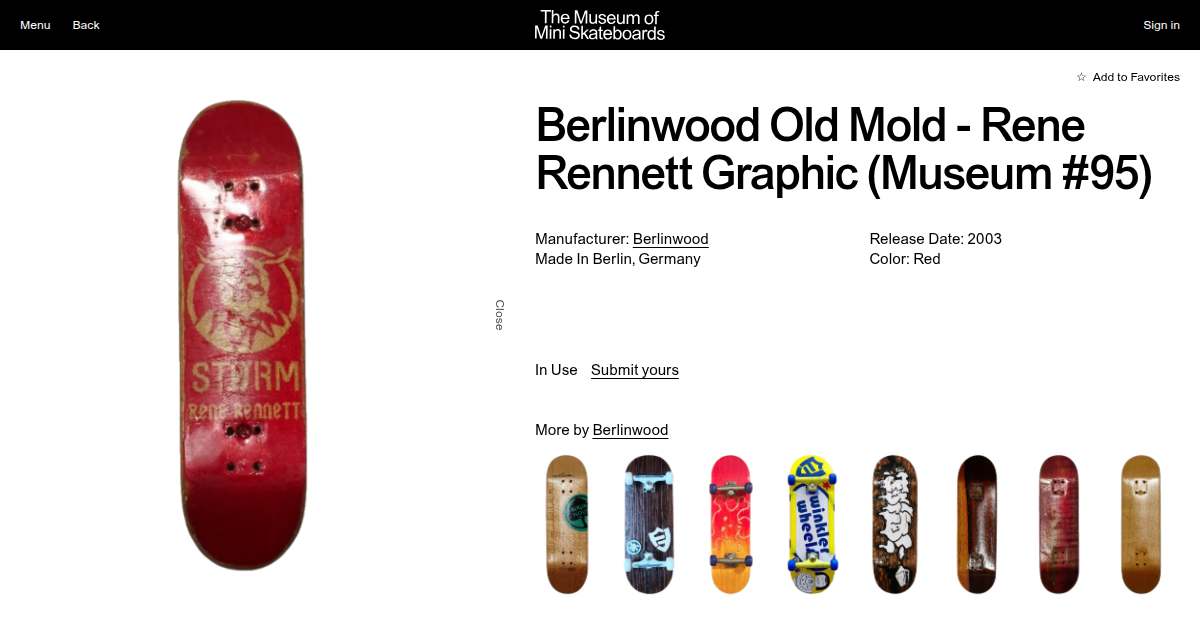 Menu
Back
The Museum of
Mini Skateboards
Sign in
☆ Add to Favorites
Berlinwood Old Mold - Rene
Rennett Graphic (Museum #95)
Manufacturer: Berlinwood
Release Date: 2003
Made In Berlin, Germany
Color: Red
Close
In Use
Submit yours
More by Berlinwood
STURM
RENE RENNETT
winkler
wheels